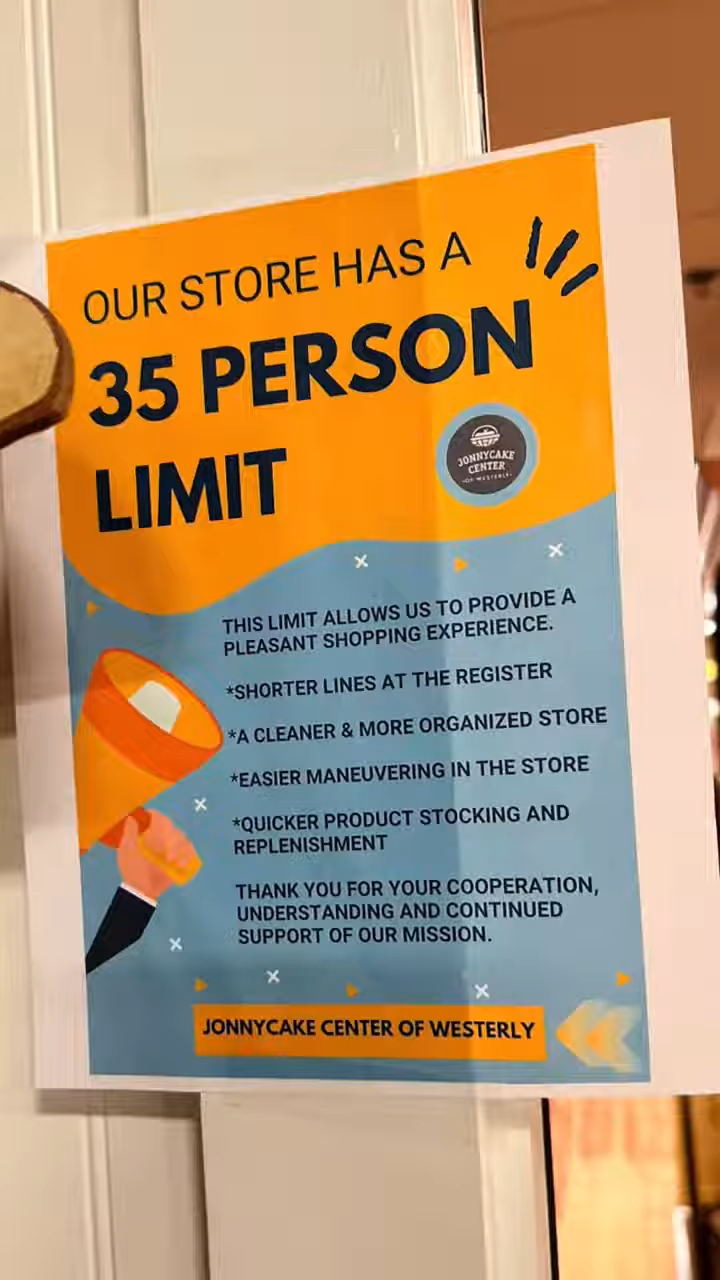 OUR STORE HAS A
35 PERSON
LIMIT
JONNYCAKE
CENTER
-OF WESTERLY-
THIS LIMIT ALLOWS US TO PROVIDE A
PLEASANT SHOPPING EXPERIENCE.
*SHORTER LINES AT THE REGISTER
*A CLEANER & MORE ORGANIZED STORE
*EASIER MANEUVERING IN THE STORE
*QUICKER PRODUCT STOCKING AND
REPLENISHMENT
THANK YOU FOR YOUR COOPERATION,
UNDERSTANDING AND CONTINUED
SUPPORT OF OUR MISSION.
JONNYCAKE CENTER OF WESTERLY